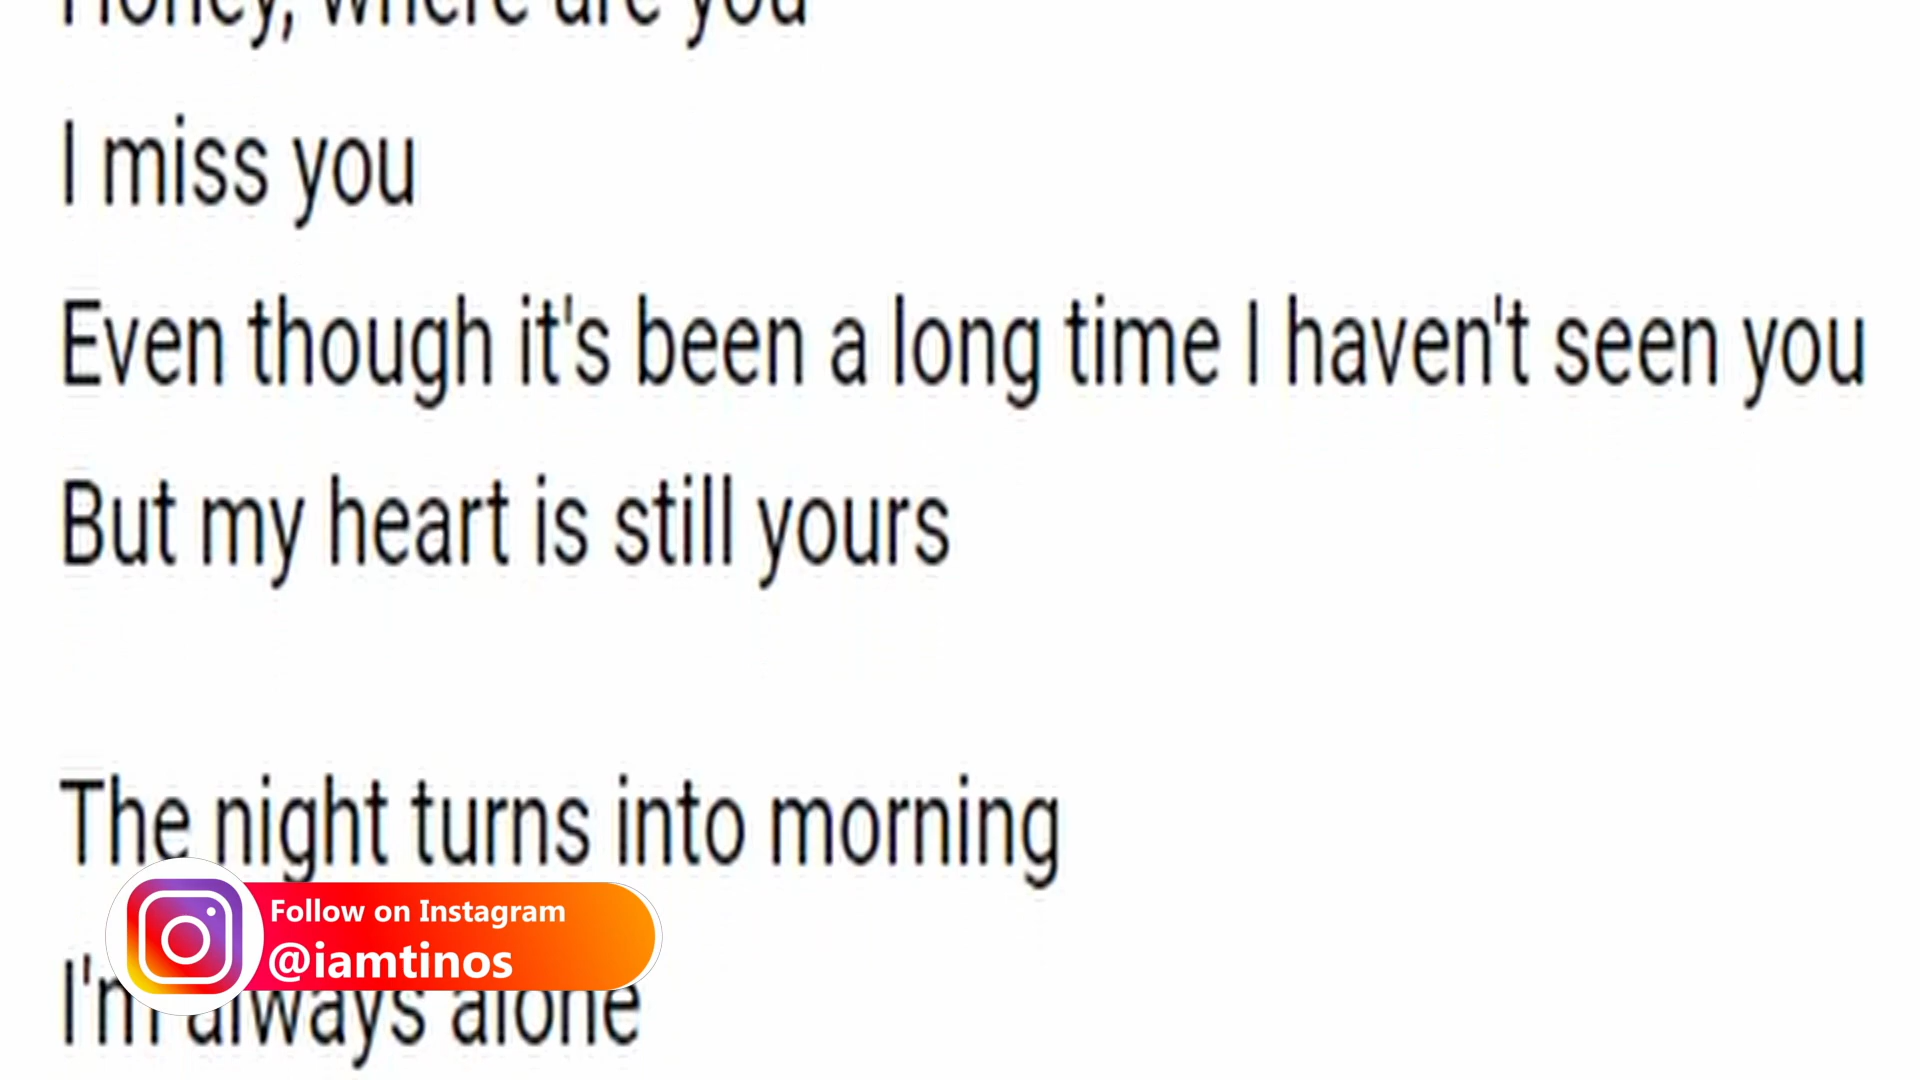 Honey, where are you
I miss you
Even though it's been a long time I haven't seen you
But my heart is still yours
The night turns into morning
Follow on Instagram
@iamtinos
I'm always alone